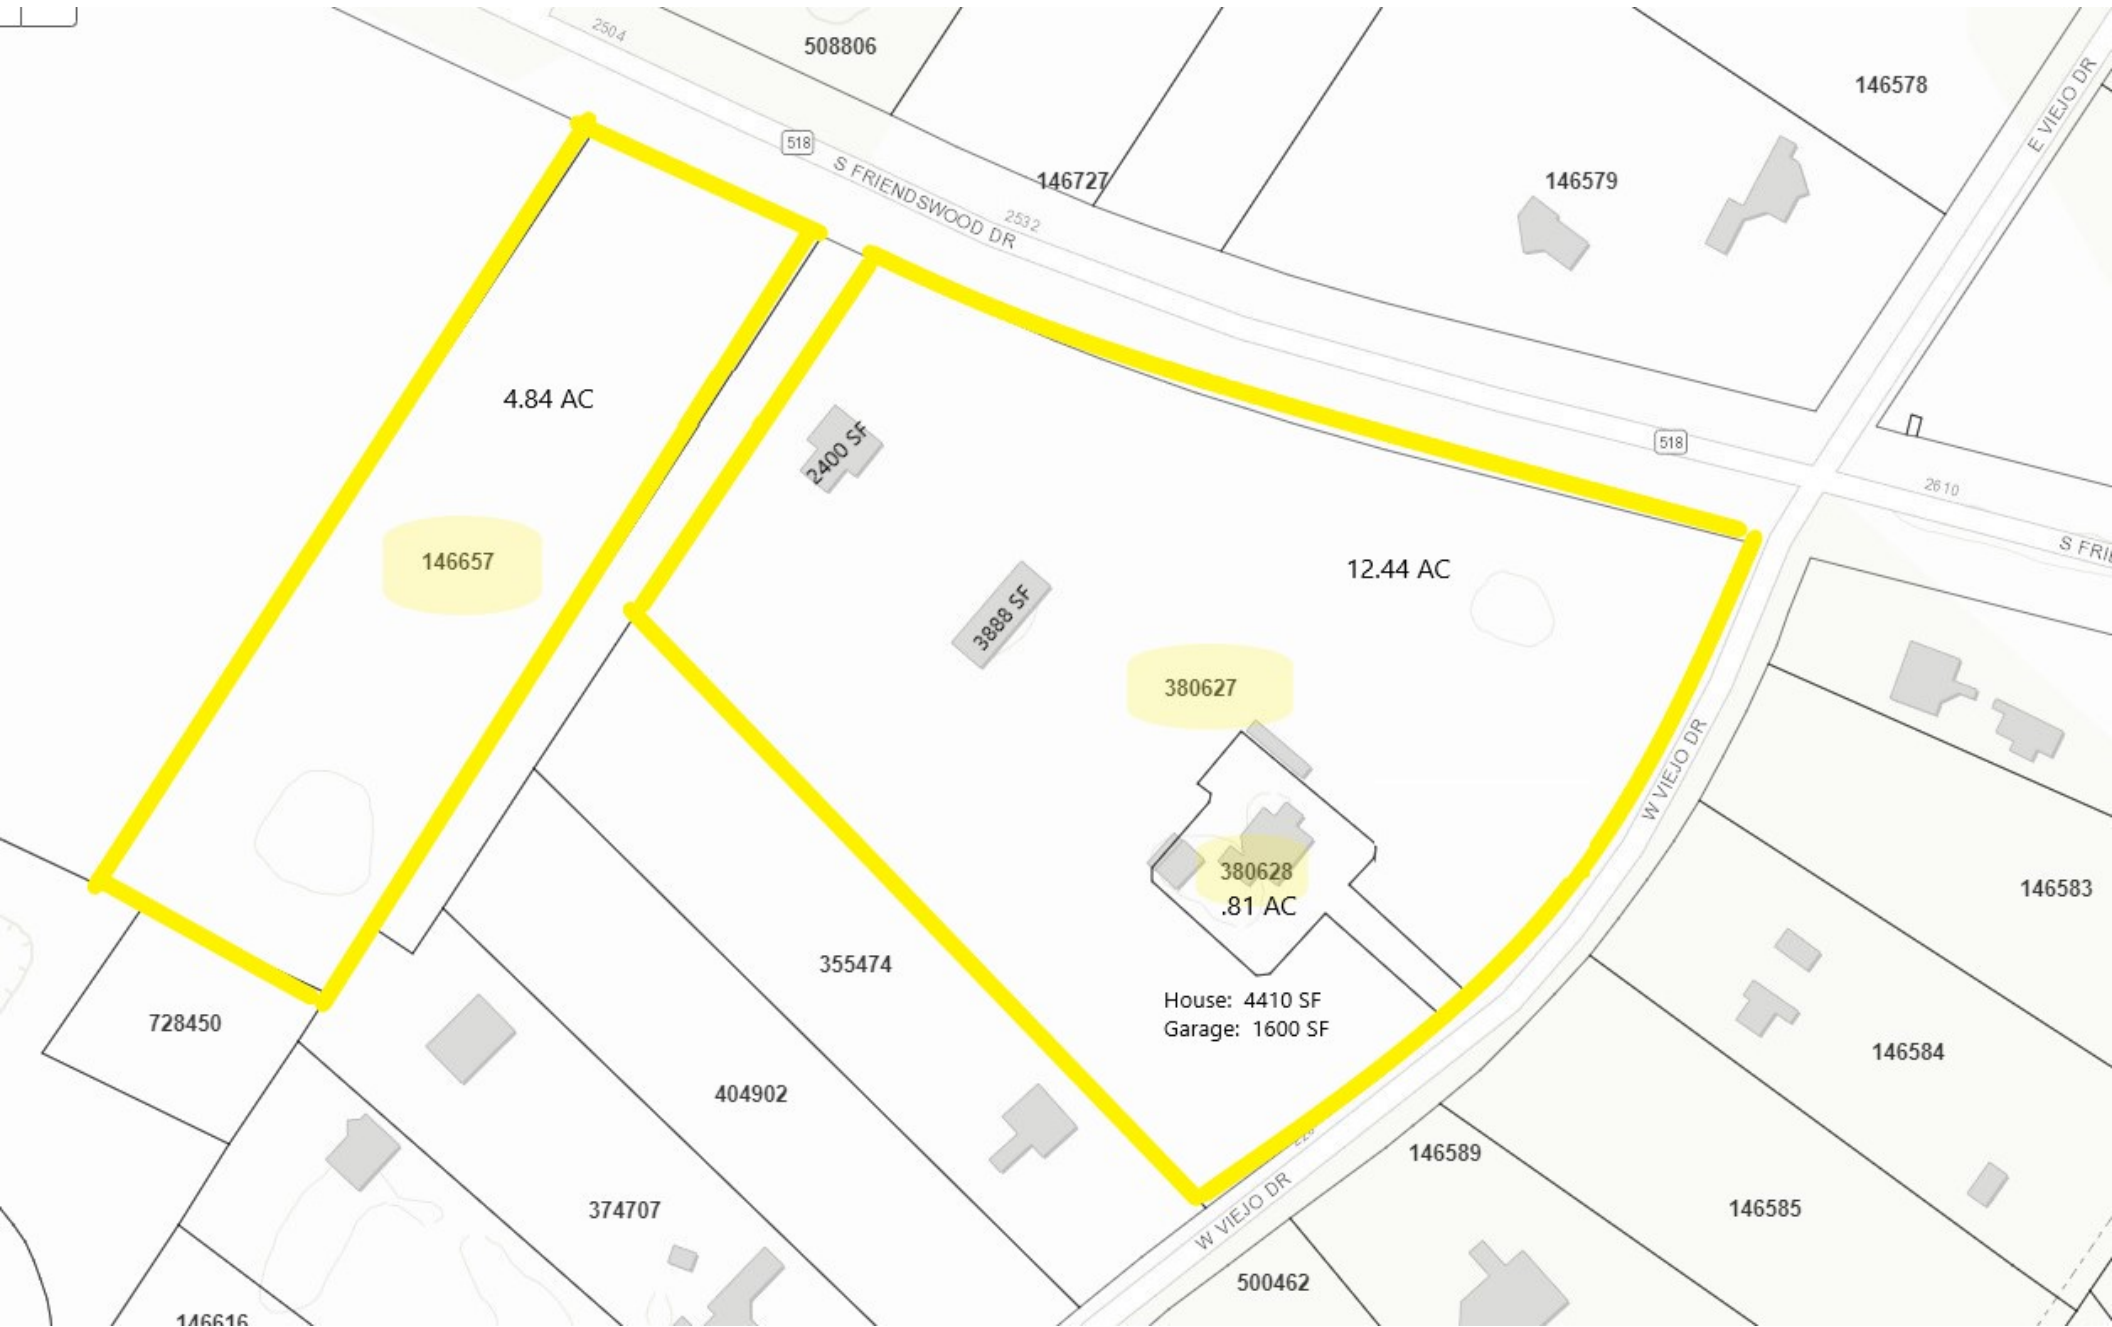 2504
508806
146578
E VIEJO DR
518
S FRIENDSWOOD DR
146727
2532
146579
4.84 AC
2400 SF
518
2610
S FRIE
146657
12.44 AC
3888 SF
380627
W VIEJO DR
380628
.81 AC
146583
355474
House: 4410 SF
Garage: 1600 SF
728450
146584
404902
146589
W VIEJO DR
374707
146585
500462
146616